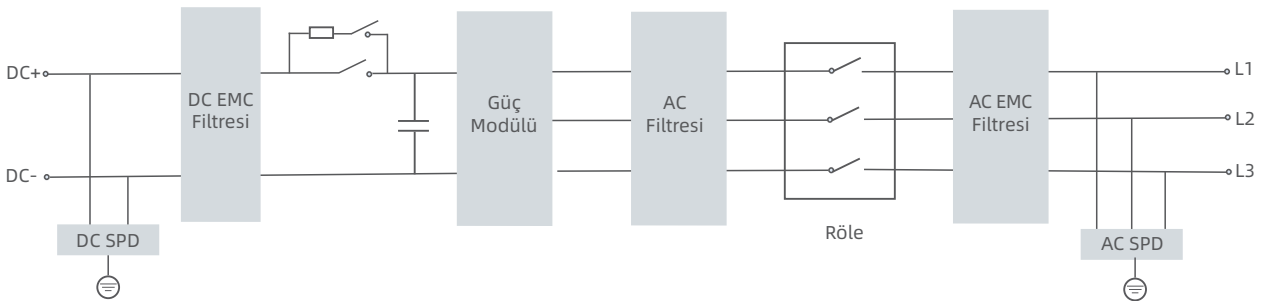 DC+
DC-
DC SPD
DC EMC
Filtresi
Güç
Modülü
AC
Filtresi
Röle
AC EMC
Filtresi
L1
L2
L3
AC SPD